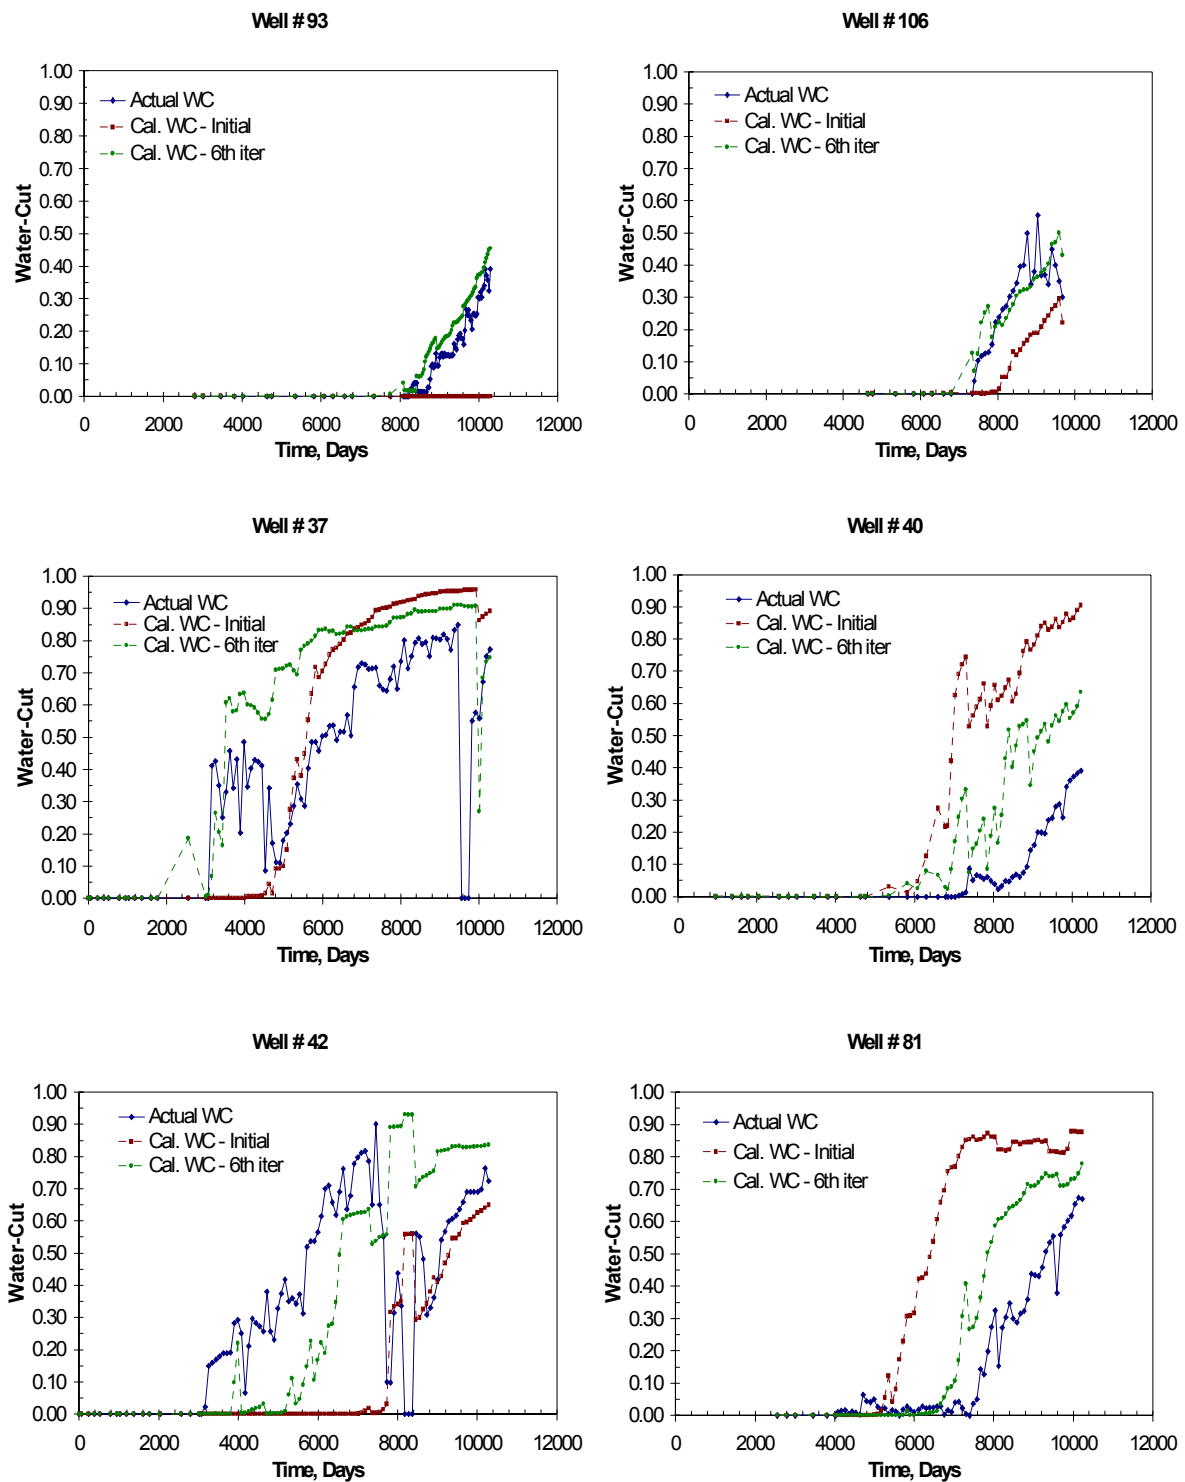 Well # 93
1.00
0.90
0.80
0.70
0.60
0.50
0.40
0.30
0.20
0.10
0.00
Water-Cut
Actual WC
Cal. WC - Initial
Cal. WC - 6th iter
0 2000 4000 6000 8000 10000 12000
Time, Days
Well # 106
1.00
0.90
0.80
0.70
0.60
0.50
0.40
0.30
0.20
0.10
0.00
Water-Cut
Actual WC
Cal. WC - Initial
Cal. WC - 6th iter
0 2000 4000 6000 8000 10000 12000
Time, Days
Well # 37
1.00
0.90
0.80
0.70
0.60
0.50
0.40
0.30
0.20
0.10
0.00
Water-Cut
Actual WC
Cal. WC - Initial
Cal. WC - 6th iter
0 2000 4000 6000 8000 10000 12000
Time, Days
Well # 40
1.00
0.90
0.80
0.70
0.60
0.50
0.40
0.30
0.20
0.10
0.00
Water-Cut
Actual WC
Cal. WC - Initial
Cal. WC - 6th iter
0 2000 4000 6000 8000 10000 12000
Time, Days
Well # 42
1.00
0.90
0.80
0.70
0.60
0.50
0.40
0.30
0.20
0.10
0.00
Water-Cut
Actual WC
Cal. WC - Initial
Cal. WC - 6th iter
0 2000 4000 6000 8000 10000 12000
Time, Days
Well # 81
1.00
0.90
0.80
0.70
0.60
0.50
0.40
0.30
0.20
0.10
0.00
Water-Cut
Actual WC
Cal. WC - Initial
Cal. WC - 6th iter
0 2000 4000 6000 8000 10000 12000
Time, Days